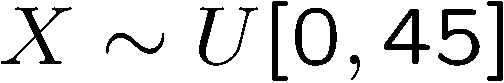 X ∼ U[0, 45]